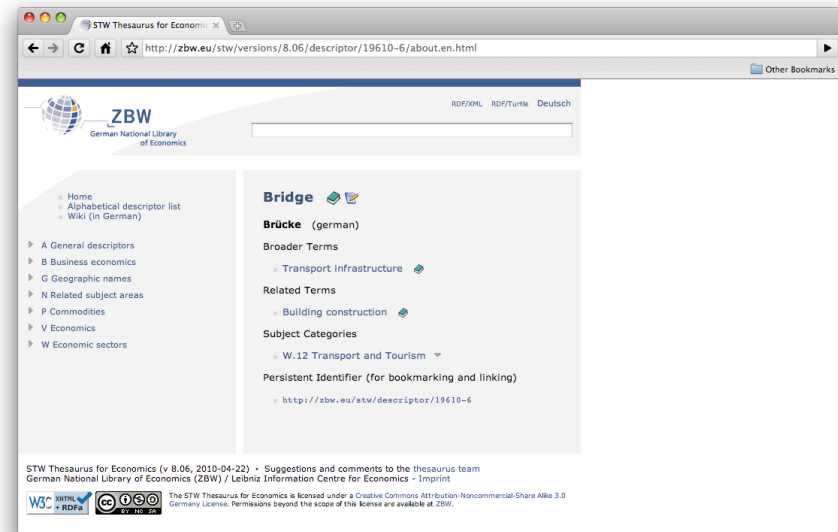 STW Thesaurus for Economic
http://zbw.eu/stw/versions/8.06/descriptor/19610-6/about.en.html
Other Bookmarks
ZBW
German National Library
of Economics
RDF/XML RDF/Turtle Deutsch
Home
Alphabetical descriptor list
Wiki (in German)
A General descriptors
B Business economics
G Geographic names
N Related subject areas
P Commodities
V Economics
W Economic sectors
Bridge
Brücke (german)
Broader Terms
Transport infrastructure
Related Terms
Building construction
Subject Categories
W.12 Transport and Tourism
Persistent Identifier (for bookmarking and linking)
http://zbw.eu/stw/descriptor/19610-6
STW Thesaurus for Economics (v 8.06, 2010-04-22) • Suggestions and comments to the thesaurus team
German National Library of Economics (ZBW) / Leibniz Information Centre for Economics - Imprint
W3C XHTML + RDFa
cc BY NC SA
The STW Thesaurus for Economics is licensed under a Creative Commons Attribution-Noncommercial-Share Alike 3.0
Germany License. Permissions beyond the scope of this license are available at ZBW.